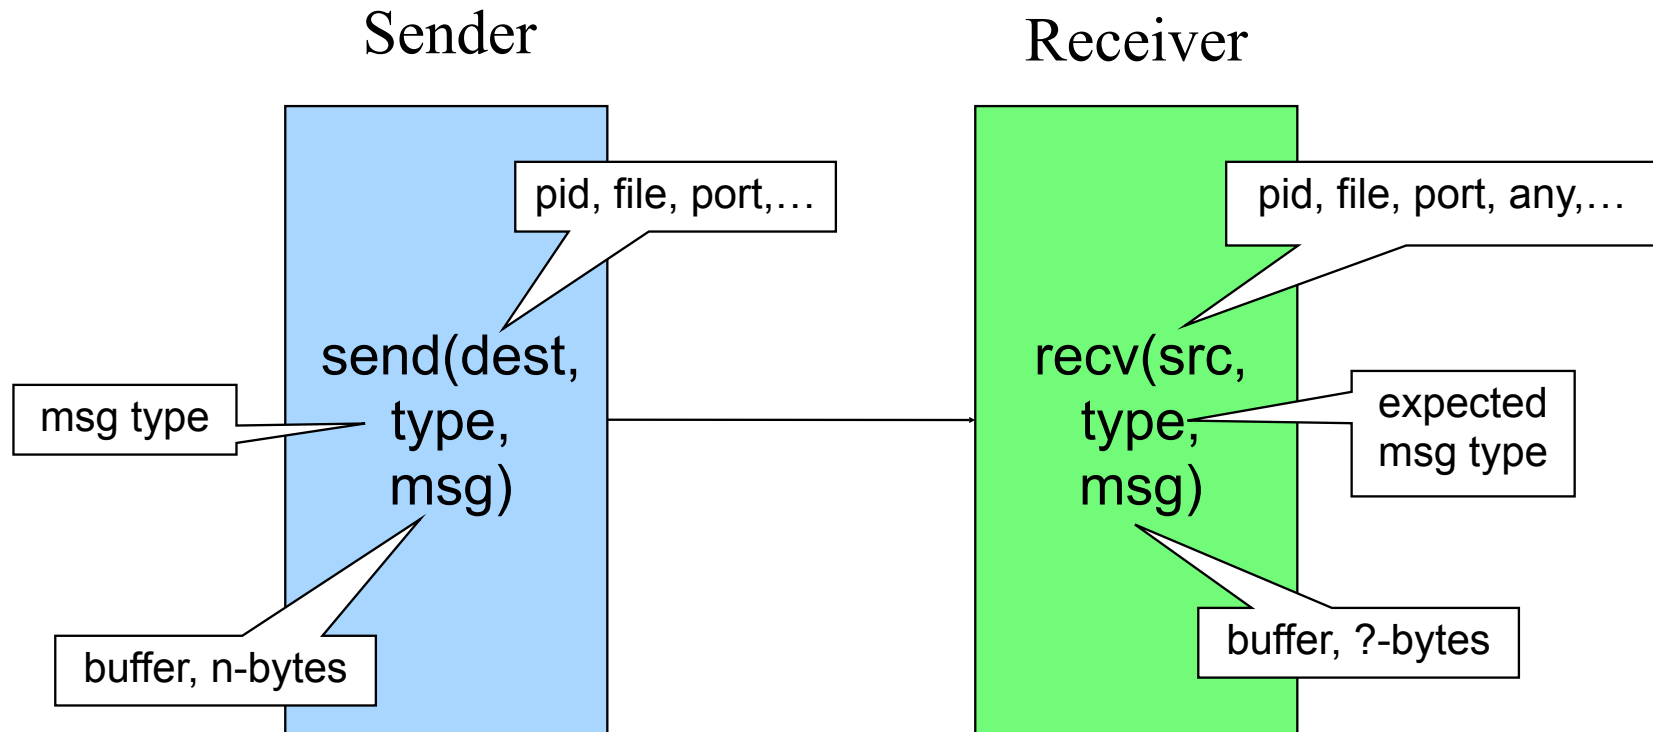 Sender
Receiver
pid, file, port,…
pid, file, port, any,…
send(dest,
type,
msg)
recv(src,
type,
msg)
msg type
expected
msg type
buffer, n-bytes
buffer, ?-bytes